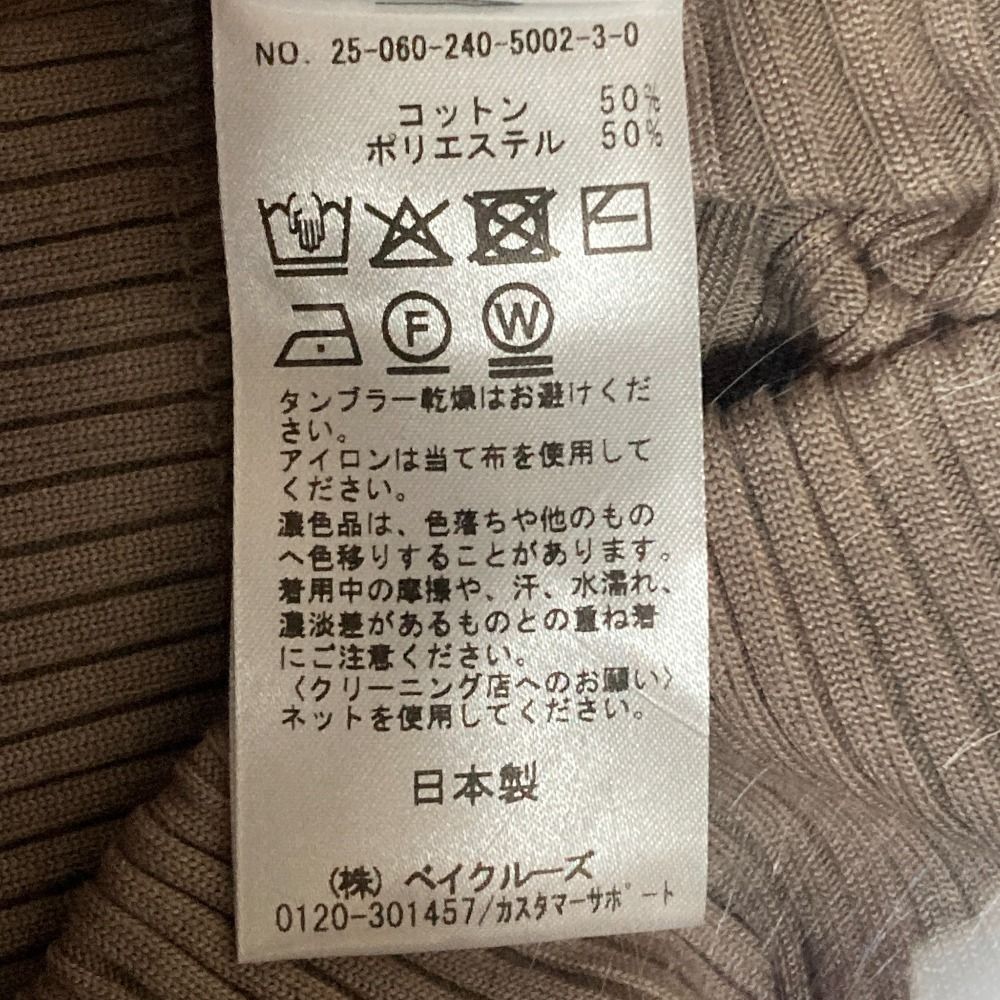 NO. 25-060-240-5002-3-0
コットン 50%
ポリエステル 50%
F W
タンブラー乾燥はお避けくだ
さい。
アイロンは当て布を使用して
ください。
濃色品は、色落ちや他のもの
へ色移りすることがあります。
着用中の摩擦や、汗、水濡れ、
濃淡差があるものとの重ね着
にご注意ください。
〈クリーニング店へのお願い〉
ネットを使用してください。
日本製
(株) ベイクルーズ
0120-301457/カスタマーサポート